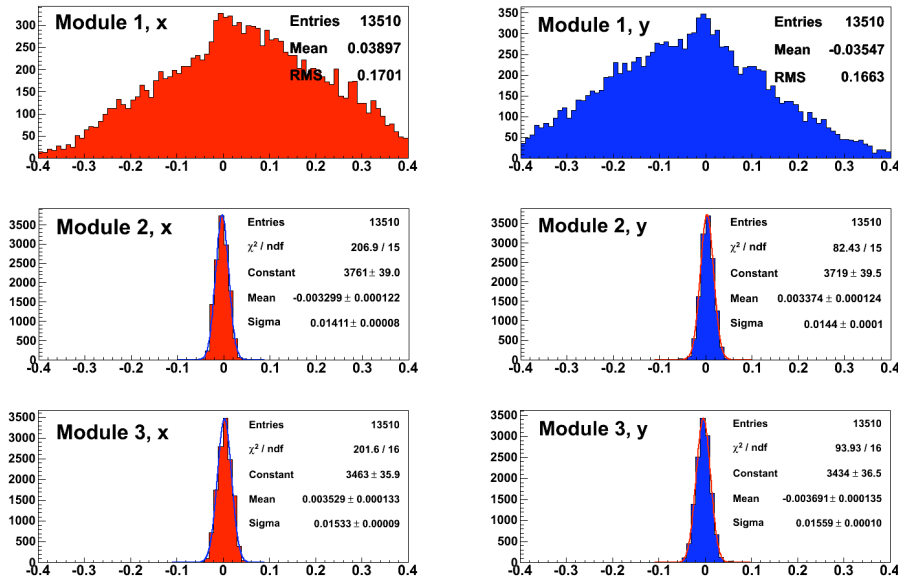 Module 1, x
Entries 13510
Mean 0.03897
RMS 0.1701
300
250
200
150
100
50
0
-0.4 -0.3 -0.2 -0.1 0 0.1 0.2 0.3 0.4
Module 1, y
Entries 13510
Mean -0.03547
RMS 0.1663
350
300
250
200
150
100
50
0
-0.4 -0.3 -0.2 -0.1 0 0.1 0.2 0.3 0.4
Module 2, x
Entries 13510
χ² / ndf 206.9 / 15
Constant 3761 ± 39.0
Mean -0.003299 ± 0.000122
Sigma 0.01411 ± 0.00008
3500
3000
2500
2000
1500
1000
500
0
-0.4 -0.3 -0.2 -0.1 0 0.1 0.2 0.3 0.4
Module 2, y
Entries 13510
χ² / ndf 82.43 / 15
Constant 3719 ± 39.5
Mean 0.003374 ± 0.000124
Sigma 0.0144 ± 0.0001
3500
3000
2500
2000
1500
1000
500
0
-0.4 -0.3 -0.2 -0.1 0 0.1 0.2 0.3 0.4
Module 3, x
Entries 13510
χ² / ndf 201.6 / 16
Constant 3463 ± 35.9
Mean 0.003529 ± 0.000133
Sigma 0.01533 ± 0.00009
3500
3000
2500
2000
1500
1000
500
0
-0.4 -0.3 -0.2 -0.1 0 0.1 0.2 0.3 0.4
Module 3, y
Entries 13510
χ² / ndf 93.93 / 16
Constant 3434 ± 36.5
Mean -0.003691 ± 0.000135
Sigma 0.01559 ± 0.00010
3500
3000
2500
2000
1500
1000
500
0
-0.4 -0.3 -0.2 -0.1 0 0.1 0.2 0.3 0.4